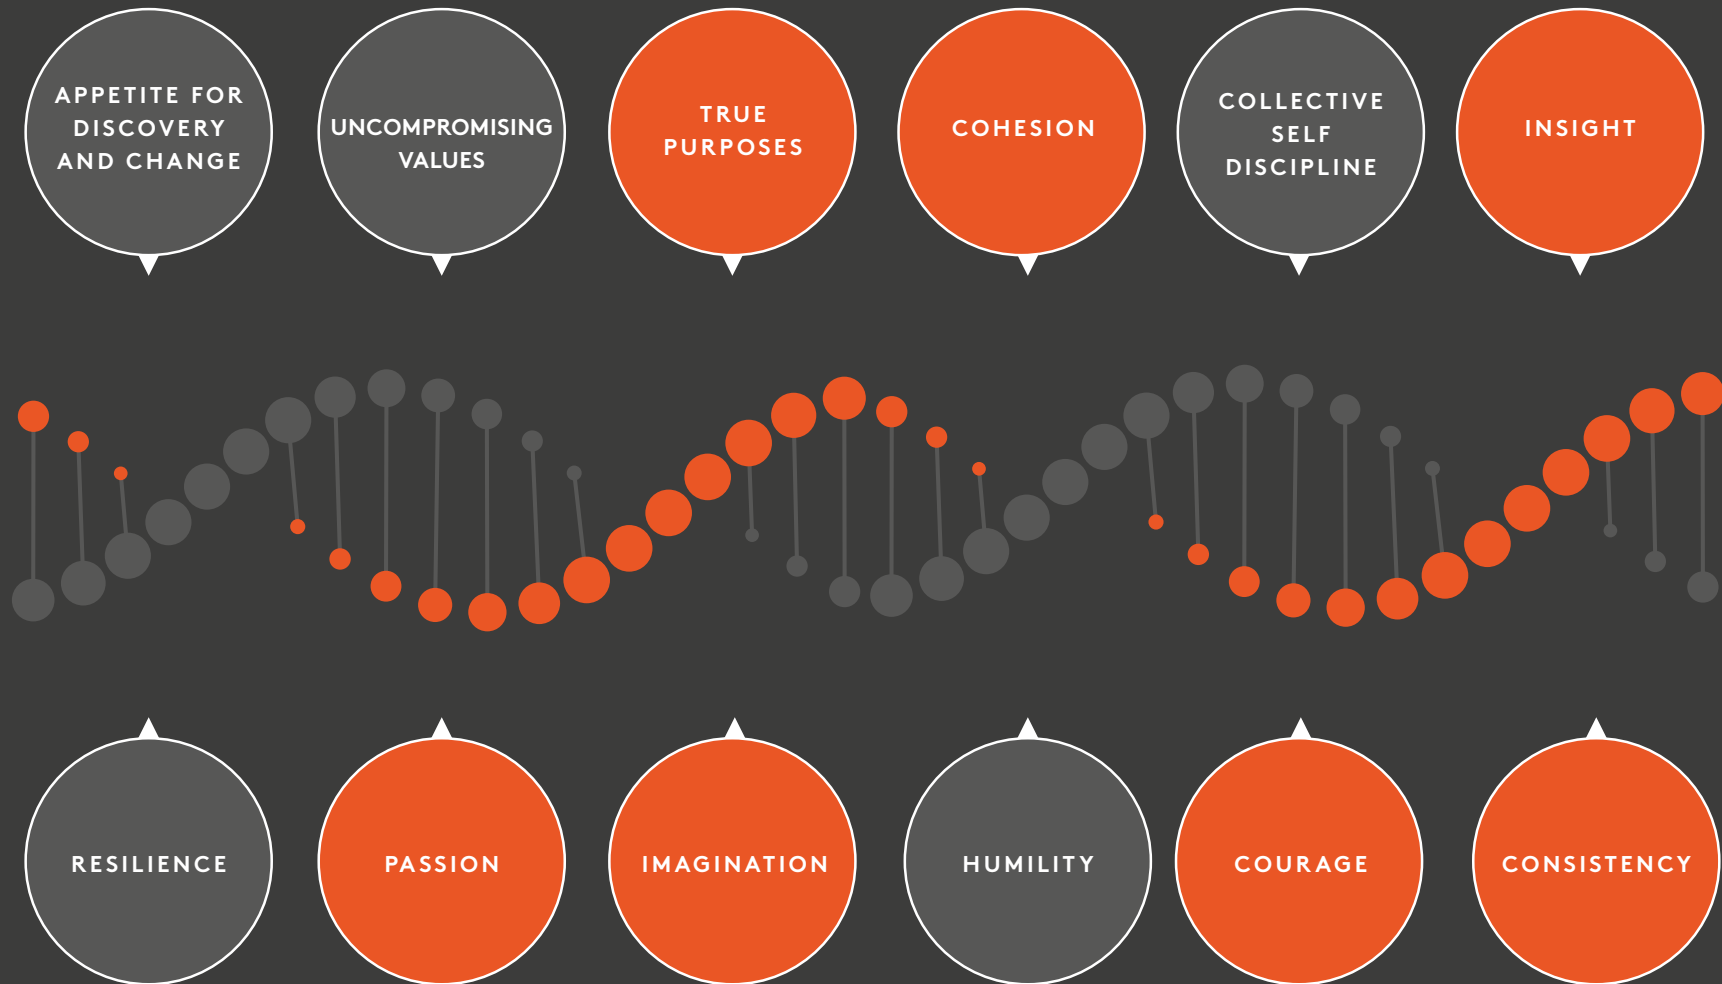 APPETITE FOR
DISCOVERY
AND CHANGE
UNCOMPROMISING
VALUES
TRUE
PURPOSES
COHESION
COLLECTIVE
SELF
DISCIPLINE
INSIGHT
RESILIENCE
PASSION
IMAGINATION
HUMILITY
COURAGE
CONSISTENCY